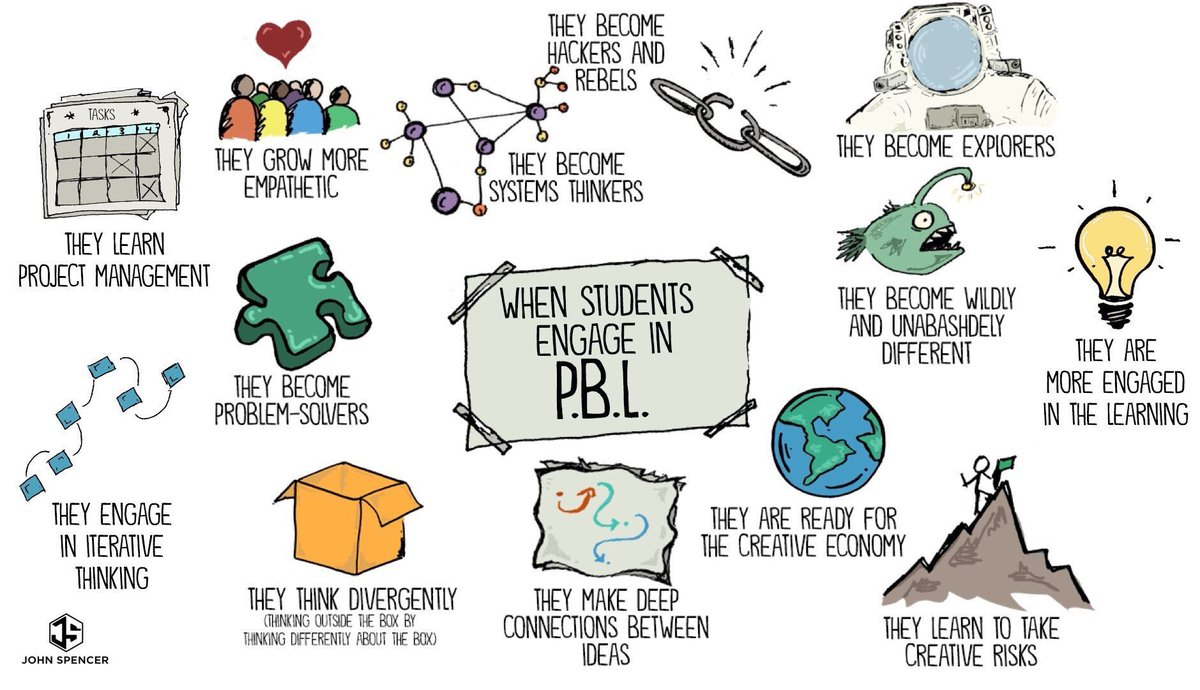 THEY BECOME
HACKERS AND
REBELS
TASKS
1 2 3 4
THEY GROW MORE
EMPATHETIC
THEY BECOME
SYSTEMS THINKERS
THEY BECOME EXPLORERS
THEY LEARN
PROJECT MANAGEMENT
WHEN STUDENTS
ENGAGE IN
P.B.L.
THEY BECOME WILDLY
AND UNABASHDELY
DIFFERENT
THEY ARE
MORE ENGAGED
IN THE LEARNING
THEY BECOME
PROBLEM-SOLVERS
THEY ENGAGE
IN ITERATIVE
THINKING
THEY ARE READY FOR
THE CREATIVE ECONOMY
THEY THINK DIVERGENTLY
(THINKING OUTSIDE THE BOX BY
THINKING DIFFERENTLY ABOUT THE BOX)
THEY MAKE DEEP
CONNECTIONS BETWEEN
IDEAS
THEY LEARN TO TAKE
CREATIVE RISKS
JS
JOHN SPENCER